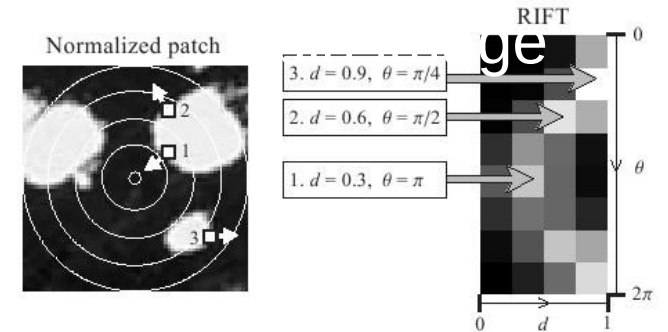 RIFT
Normalized patch
ge
0
3. d = 0.9, θ = π/4
2
2. d = 0.6, θ = π/2
1
1. d = 0.3, θ = π
θ
3
2π
0
d
1